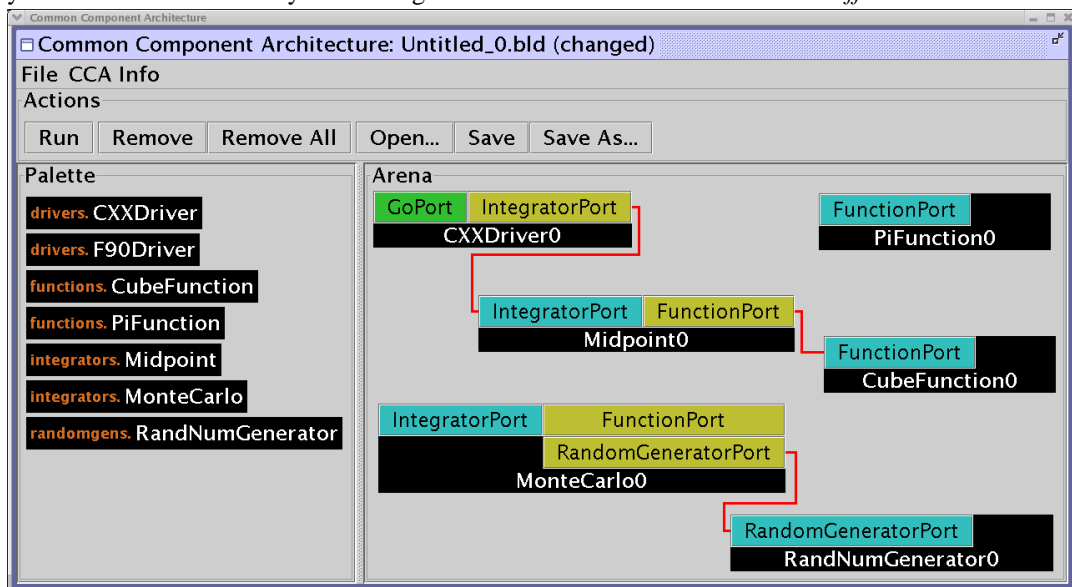 Common Component Architecture
Common Component Architecture: Untitled_0.bld (changed)
File CCA Info
Actions
Run Remove Remove All Open... Save Save As...
Palette
drivers. CXXDriver
drivers. F90Driver
functions. CubeFunction
functions. PiFunction
integrators. Midpoint
integrators. MonteCarlo
randomgens. RandNumGenerator
Arena
GoPort IntegratorPort
CXXDriver0
FunctionPort
PiFunction0
IntegratorPort FunctionPort
Midpoint0
FunctionPort
CubeFunction0
IntegratorPort FunctionPort
RandomGeneratorPort
MonteCarlo0
RandomGeneratorPort
RandNumGenerator0